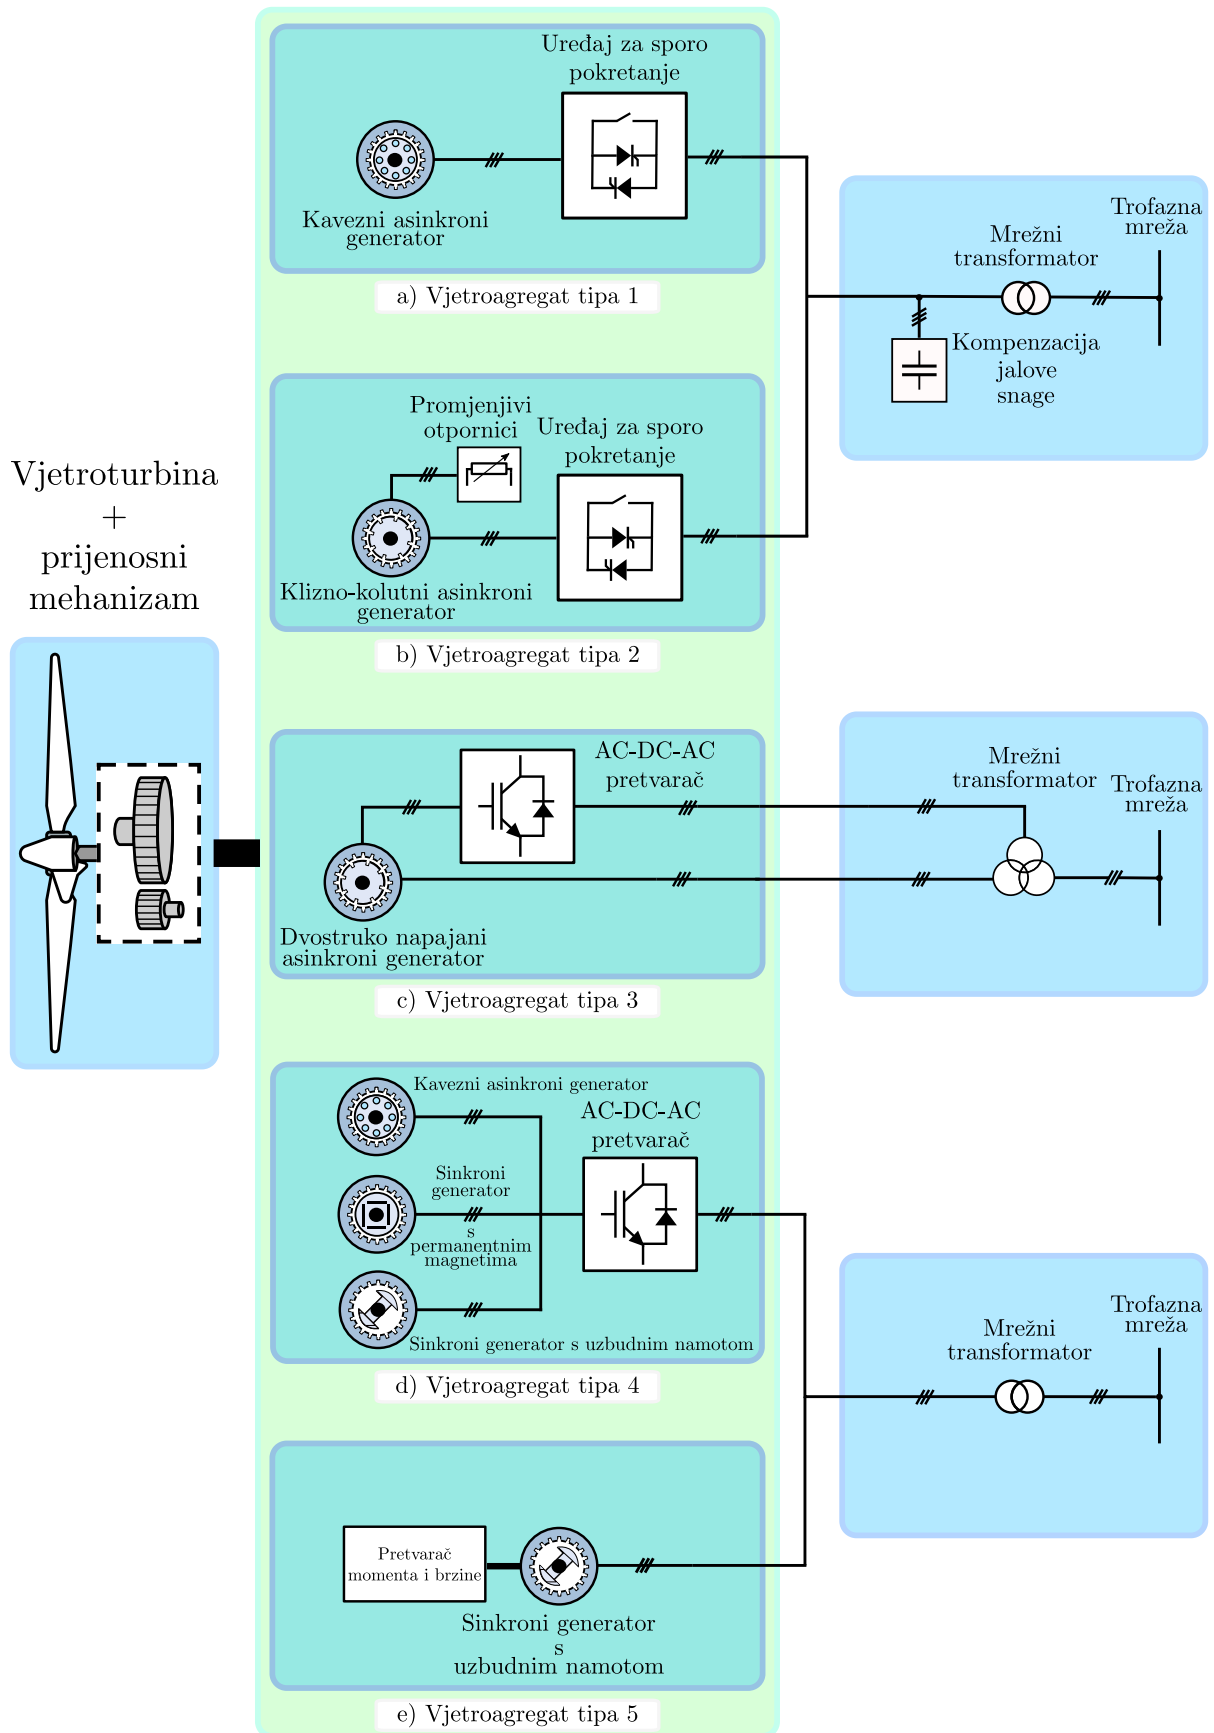 Vjetroturbina
+
prijenosni
mehanizam
Uređaj za sporo
pokretanje
Kavezni asinkroni
generator
a) Vjetroagregat tipa 1
Trofazna
mreža
Mrežni
transformator
Kompenzacija
jalove
snage
Promjenjivi
otpornici
Uređaj za sporo
pokretanje
Klizno-kolutni asinkroni
generator
b) Vjetroagregat tipa 2
AC-DC-AC
pretvarač
Dvostruko napajani
asinkroni generator
c) Vjetroagregat tipa 3
Mrežni
transformator
Trofazna
mreža
Kavezni asinkroni generator
AC-DC-AC
pretvarač
Sinkroni
generator
s
permanentnim
magnetima
Sinkroni generator s uzbudnim namotom
d) Vjetroagregat tipa 4
Trofazna
mreža
Mrežni
transformator
Pretvarač
momenta i brzine
Sinkroni generator
s
uzbudnim namotom
e) Vjetroagregat tipa 5